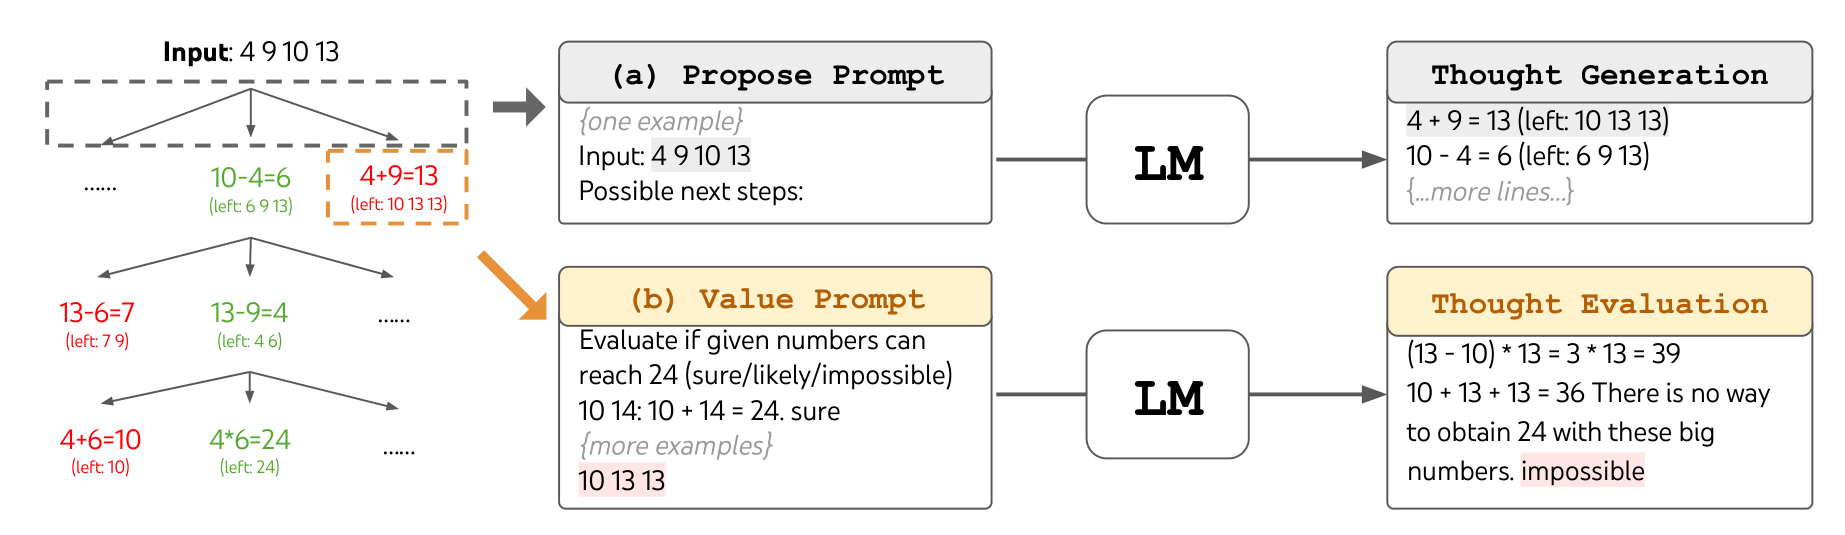 Input: 4 9 10 13
......
10-4=6
(left: 6 9 13)
4+9=13
(left: 10 13 13)
13-6=7
(left: 7 9)
13-9=4
(left: 4 6)
......
4+6=10
(left: 10)
4*6=24
(left: 24)
......
(a) Propose Prompt
{one example}
Input: 4 9 10 13
Possible next steps:
LM
Thought Generation
4 + 9 = 13 (left: 10 13 13)
10 - 4 = 6 (left: 6 9 13)
{...more lines...}
(b) Value Prompt
Evaluate if given numbers can
reach 24 (sure/likely/impossible)
10 14: 10 + 14 = 24. sure
{more examples}
10 13 13
LM
Thought Evaluation
(13 - 10) * 13 = 3 * 13 = 39
10 + 13 + 13 = 36 There is no way
to obtain 24 with these big
numbers. impossible